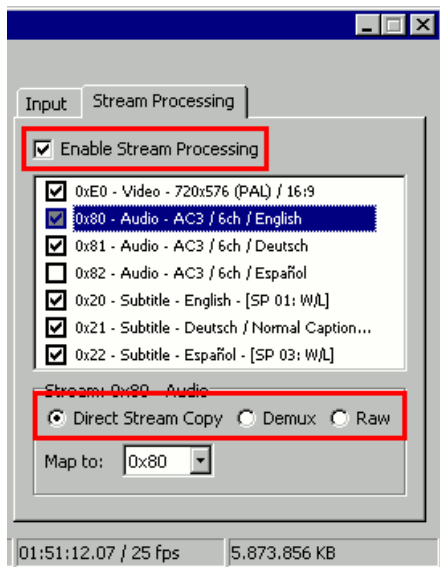 Input Stream Processing
Enable Stream Processing
0xE0 - Video - 720x576 (PAL) / 16:9
0x80 - Audio - AC3 / 6ch / English
0x81 - Audio - AC3 / 6ch / Deutsch
0x82 - Audio - AC3 / 6ch / Español
0x20 - Subtitle - English - [SP 01: W/L]
0x21 - Subtitle - Deutsch / Normal Caption...
0x22 - Subtitle - Español - [SP 03: W/L]
Stream: 0x80 - Audio
Direct Stream Copy Demux Raw
Map to: 0x80
01:51:12.07 / 25 fps 5.873.856 KB